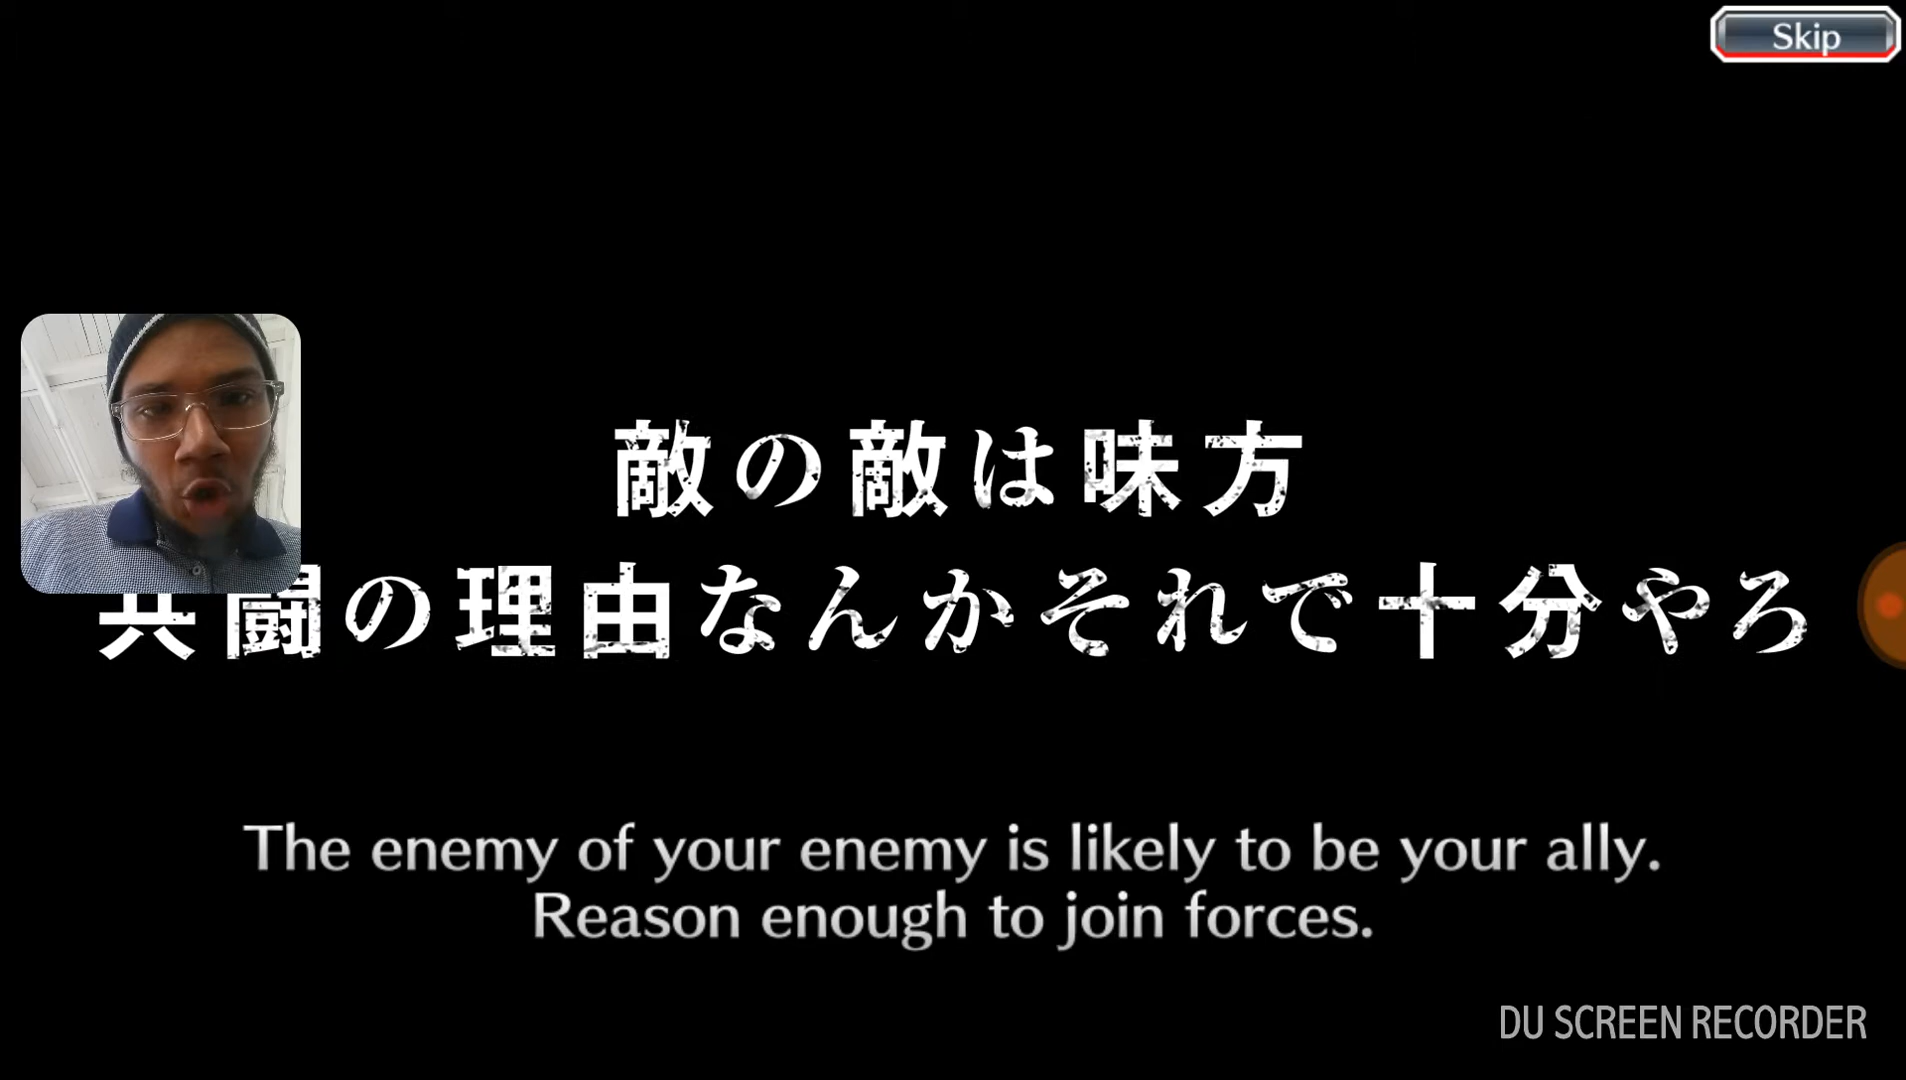 Skip
敵の敵は味方
共闘の理由なんかそれで十分やろ
The enemy of your enemy is likely to be your ally.
Reason enough to join forces.
DU SCREEN RECORDER